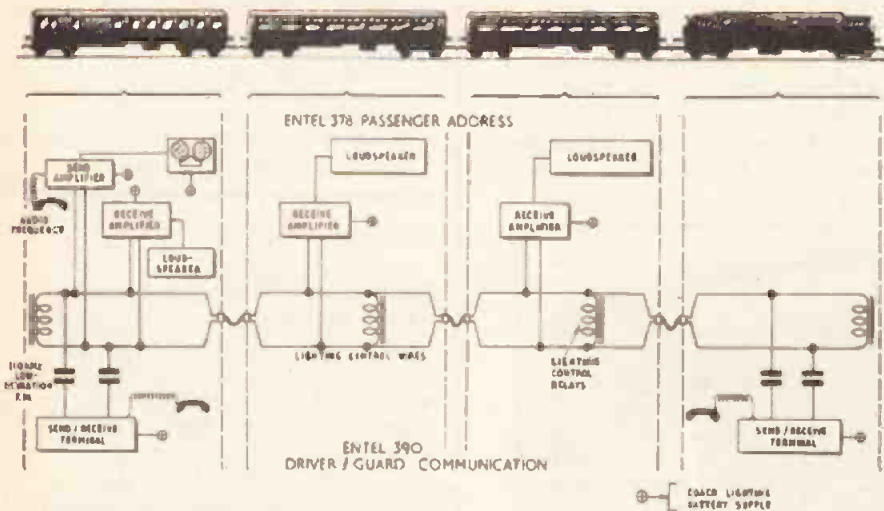 ENTEL 378 PASSENGER ADDRESS
SEND
AMPLIFIER
AUDIO
FREQUENCY
RECEIVE
AMPLIFIER
LOUD-
SPEAKER
LOUDSPEAKER
RECEIVE
AMPLIFIER
LOUDSPEAKER
RECEIVE
AMPLIFIER
LIGHTING CONTROL WIRES
LIGHTING
CONTROL
RELAYS
SEND / RECEIVE
TERMINAL
SEND / RECEIVE
TERMINAL
ENTEL 390
DRIVER / GUARD COMMUNICATION
COACH LIGHTING
BATTERY SUPPLY